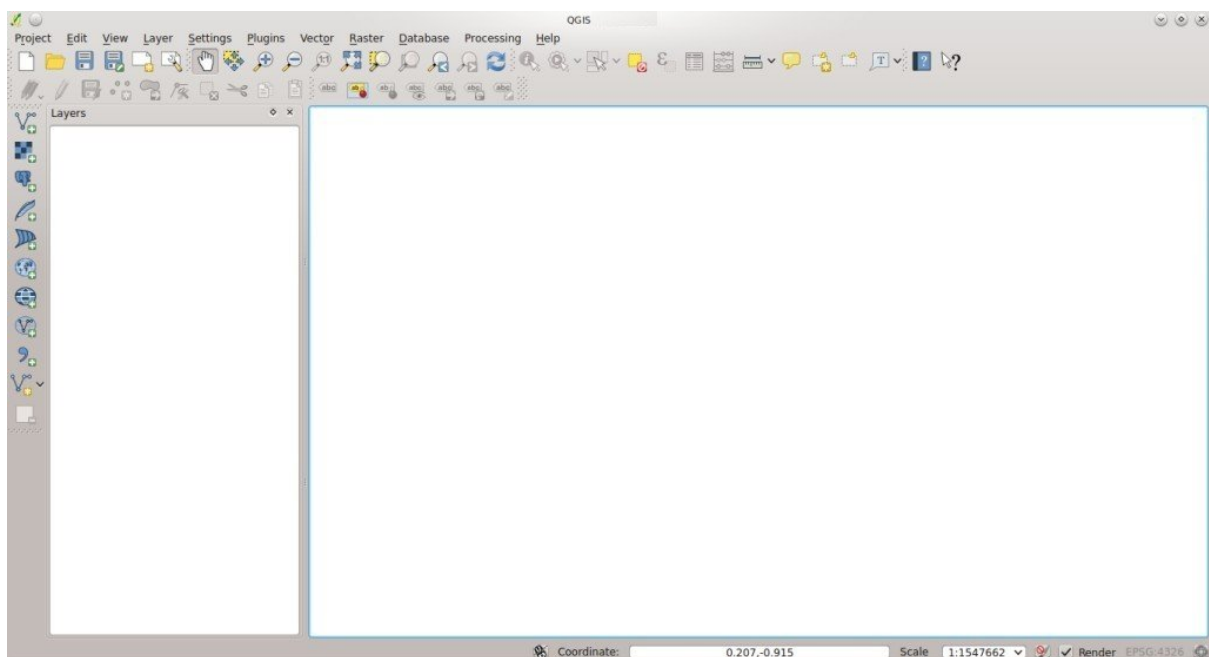 QGIS
Project Edit View Layer Settings Plugins Vector Raster Database Processing Help
Layers
Coordinate: 0.207,-0.915 Scale 1:1547662 Render EPSG:4326